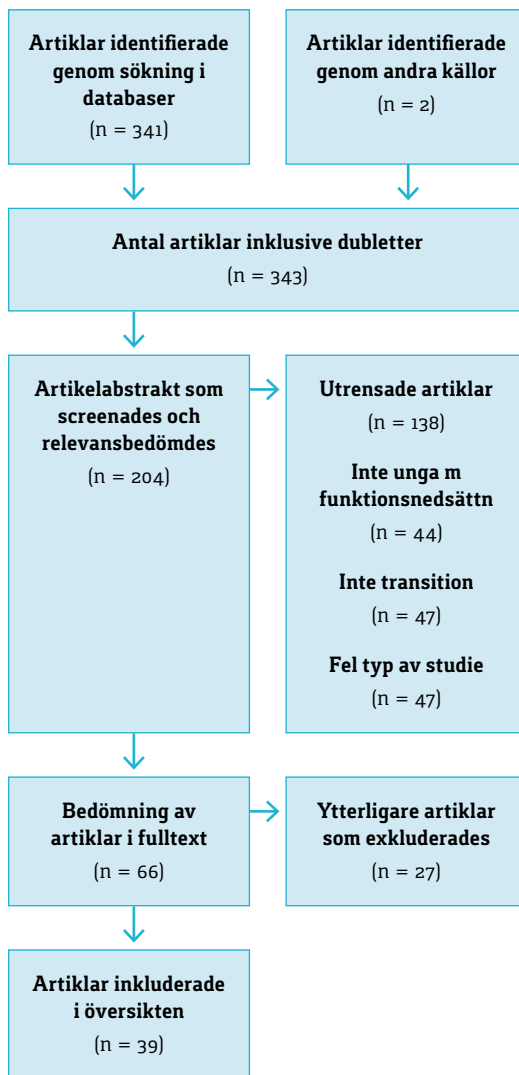 Artiklar identifierade
genom sökning i
databaser
(n = 341)
Artiklar identifierade
genom andra källor
(n = 2)
Antal artiklar inklusive dubletter
(n = 343)
Artikelabstrakt som
screenades och
relevansbedömdes
(n = 204)
Utrensade artiklar
(n = 138)
Inte unga m
funktionsnedsättn
(n = 44)
Inte transition
(n = 47)
Fel typ av studie
(n = 47)
Bedömning av
artiklar i fulltext
(n = 66)
Ytterligare artiklar
som exkluderades
(n = 27)
Artiklar inkluderade
i översikten
(n = 39)